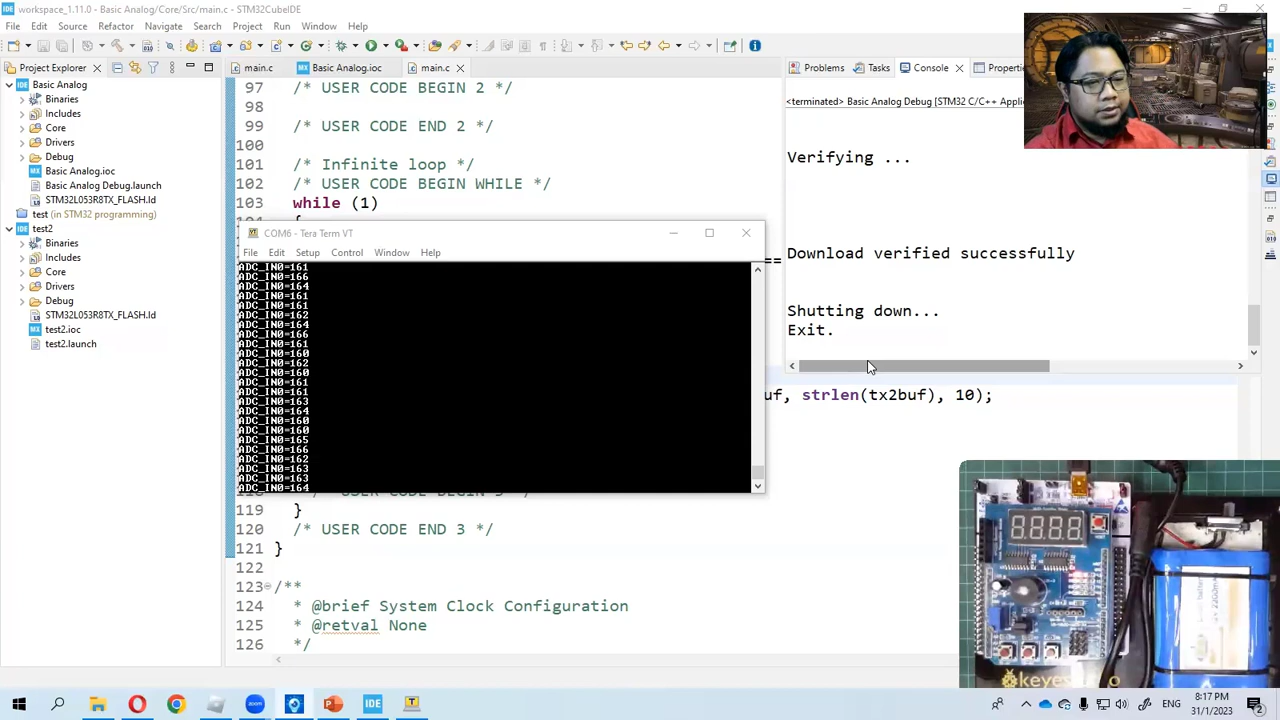 workspace_1.11.0 - Basic Analog/Core/Src/main.c - STM32CubeIDE
File Edit Source Refactor Navigate Search Project Run Window Help
Project Explorer
main.c
Basic Analog.ioc
main.c
Problems
Tasks
Console
Basic Analog
Binaries
Includes
Core
Drivers
Debug
Basic Analog.ioc
Basic Analog Debug.launch
STM32L053R8TX_FLASH.ld
test (in STM32 programming)
test2
Binaries
Includes
Core
Drivers
Debug
STM32L053R8TX_FLASH.ld
test2.ioc
test2.launch
97 /* USER CODE BEGIN 2 */
98
99 /* USER CODE END 2 */
100
101 /* Infinite loop */
102 /* USER CODE BEGIN WHILE */
103 while (1)
{
COM6 - Tera Term VT
File Edit Setup Control Window Help
ADC_IN0=161
ADC_IN0=166
ADC_IN0=164
ADC_IN0=161
ADC_IN0=161
ADC_IN0=162
ADC_IN0=164
ADC_IN0=166
ADC_IN0=161
ADC_IN0=160
ADC_IN0=162
ADC_IN0=160
ADC_IN0=161
ADC_IN0=161
ADC_IN0=163
ADC_IN0=164
ADC_IN0=160
ADC_IN0=160
ADC_IN0=165
ADC_IN0=166
ADC_IN0=162
ADC_IN0=163
ADC_IN0=163
ADC_IN0=164
==
uf, strlen(tx2buf), 10);
119 }
120 /* USER CODE END 3 */
121 }
122
123 /**
124 * @brief System Clock Configuration
125 * @retval None
126 */
<terminated> Basic Analog Debug [STM32 C/C++ Appli
Verifying ...
Download verified successfully
Shutting down...
Exit.
zoom
ENG
8:17 PM
31/1/2023
2